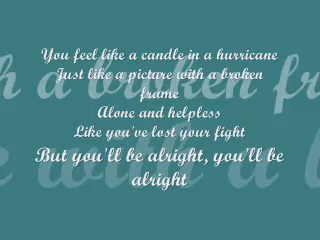 You feel like a candle in a hurricane
Just like a picture with a broken
frame
Alone and helpless
Like you've lost your fight
But you'll be alright, you'll be
alright